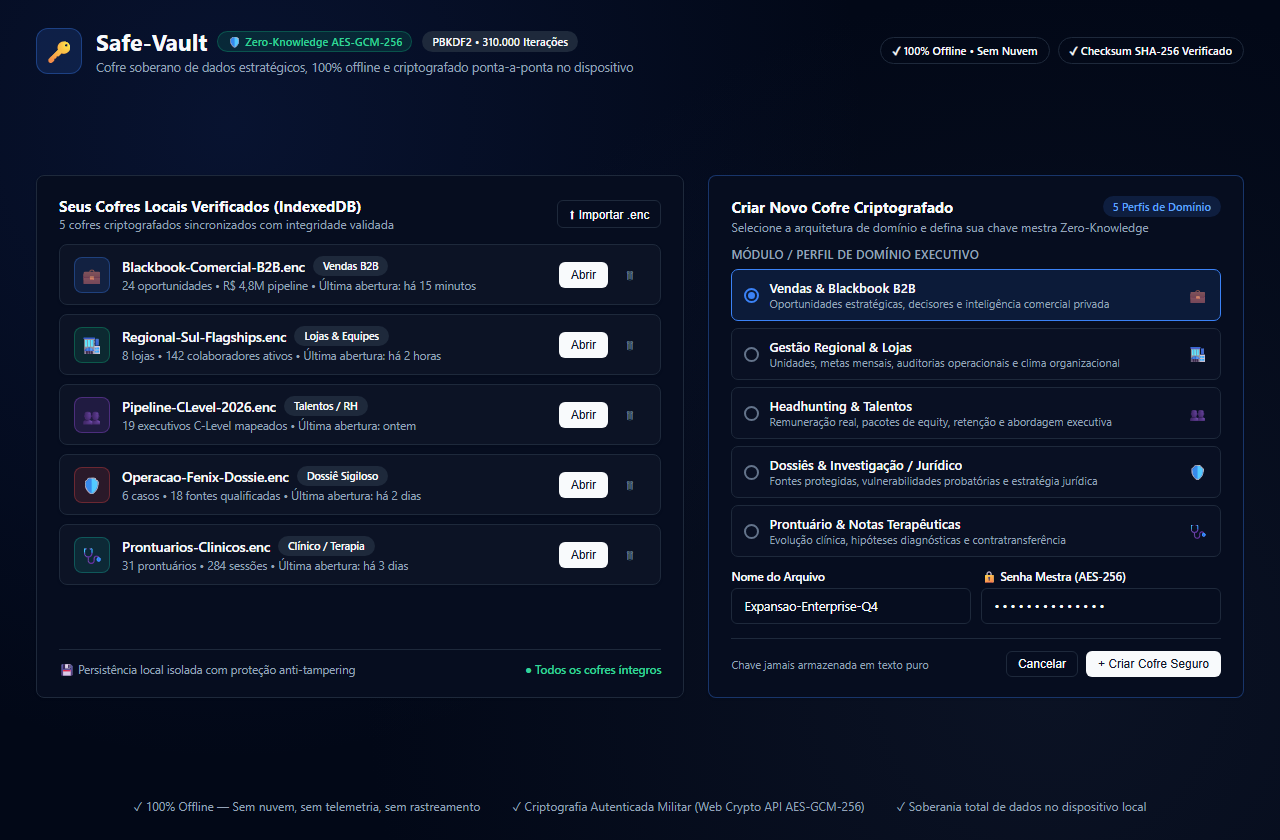 Safe-Vault
Zero-Knowledge AES-GCM-256
PBKDF2 • 310.000 Iterações
Cofre soberano de dados estratégicos, 100% offline e criptografado ponta-a-ponta no dispositivo
✓ 100% Offline • Sem Nuvem
✓ Checksum SHA-256 Verificado
Seus Cofres Locais Verificados (IndexedDB)
5 cofres criptografados sincronizados com integridade validada
⬆ Importar .enc
Blackbook-Comercial-B2B.enc
Vendas B2B
24 oportunidades • R$ 4,8M pipeline • Última abertura: há 15 minutos
Abrir
Regional-Sul-Flagships.enc
Lojas & Equipes
8 lojas • 142 colaboradores ativos • Última abertura: há 2 horas
Abrir
Pipeline-CLevel-2026.enc
Talentos / RH
19 executivos C-Level mapeados • Última abertura: ontem
Abrir
Operacao-Fenix-Dossie.enc
Dossiê Sigiloso
6 casos • 18 fontes qualificadas • Última abertura: há 2 dias
Abrir
Prontuarios-Clinicos.enc
Clínico / Terapia
31 prontuários • 284 sessões • Última abertura: há 3 dias
Abrir
Persistência local isolada com proteção anti-tampering
● Todos os cofres íntegros
Criar Novo Cofre Criptografado
5 Perfis de Domínio
Selecione a arquitetura de domínio e defina sua chave mestra Zero-Knowledge
MÓDULO / PERFIL DE DOMÍNIO EXECUTIVO
Vendas & Blackbook B2B
Oportunidades estratégicas, decisores e inteligência comercial privada
Gestão Regional & Lojas
Unidades, metas mensais, auditorias operacionais e clima organizacional
Headhunting & Talentos
Remuneração real, pacotes de equity, retenção e abordagem executiva
Dossiês & Investigação / Jurídico
Fontes protegidas, vulnerabilidades probatórias e estratégia jurídica
Prontuário & Notas Terapêuticas
Evolução clínica, hipóteses diagnósticas e contratransferência
Nome do Arquivo
Expansao-Enterprise-Q4
Senha Mestra (AES-256)
••••••••••••••
Chave jamais armazenada em texto puro
Cancelar
+ Criar Cofre Seguro
✓ 100% Offline — Sem nuvem, sem telemetria, sem rastreamento
✓ Criptografia Autenticada Militar (Web Crypto API AES-GCM-256)
✓ Soberania total de dados no dispositivo local